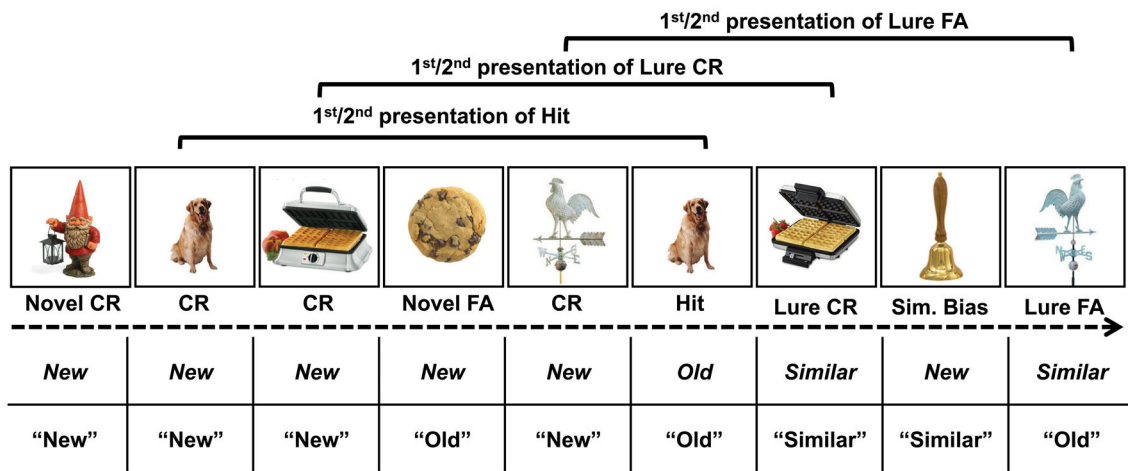 1st/2nd presentation of Lure FA
1st/2nd presentation of Lure CR
1st/2nd presentation of Hit
Novel CR CR CR Novel FA CR Hit Lure CR Sim. Bias Lure FA
New New New New New Old Similar New Similar
“New” “New” “New” “Old” “New” “Old” “Similar” “Similar” “Old”